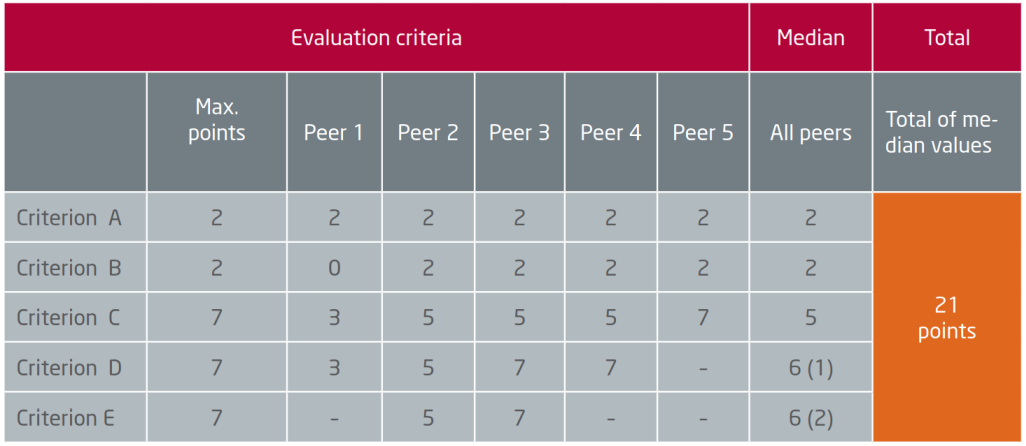 Evaluation criteria Median Total
Max. points Peer 1 Peer 2 Peer 3 Peer 4 Peer 5 All peers Total of me-
dian values
Criterion A 2 2 2 2 2 2 2
Criterion B 2 0 2 2 2 2 2
Criterion C 7 3 5 5 5 7 5
21
points
Criterion D 7 3 5 7 7 – 6 (1)
Criterion E 7 – 5 7 – – 6 (2)